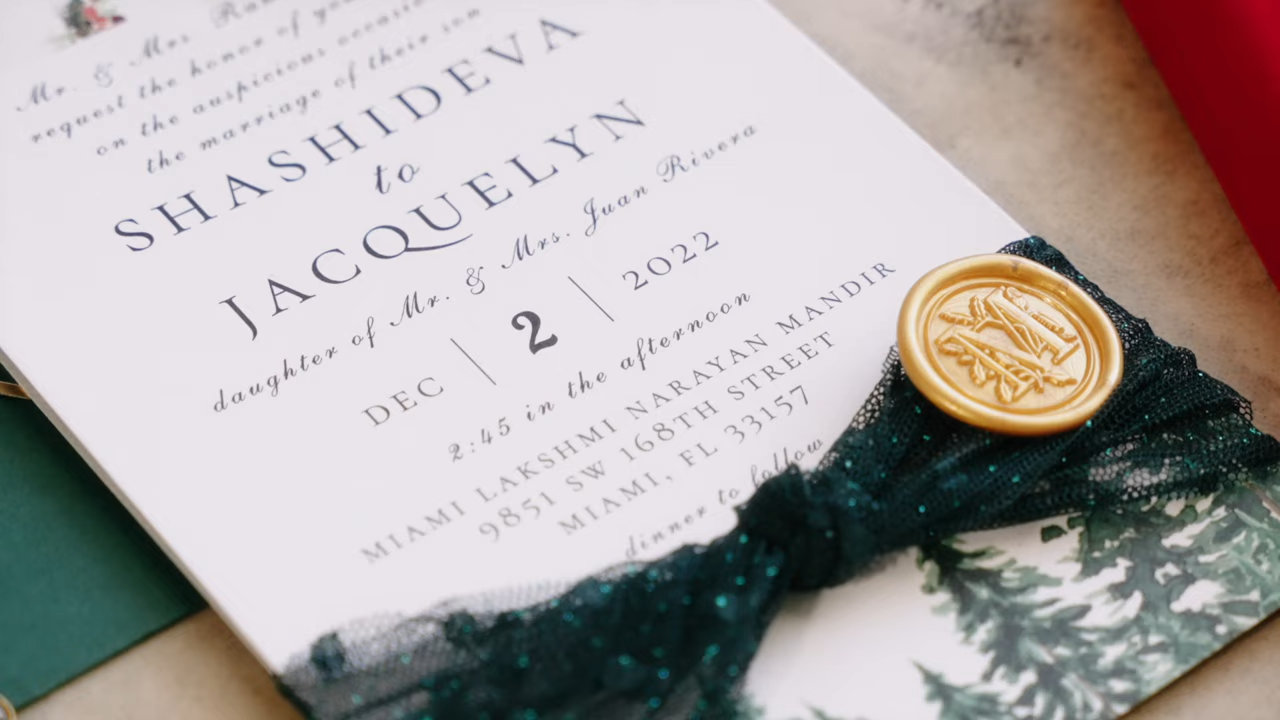 Mr. & Mrs. Ram
request the honor of your
on the auspicious occasion
the marriage of their son
SHASHIDEVA
to
JACQUELYN
daughter of Mr. & Mrs. Juan Rivera
DEC | 2 | 2022
2:45 in the afternoon
MIAMI LAKSHMI NARAYAN MANDIR
9851 SW 168TH STREET
MIAMI, FL 33157
dinner to follow